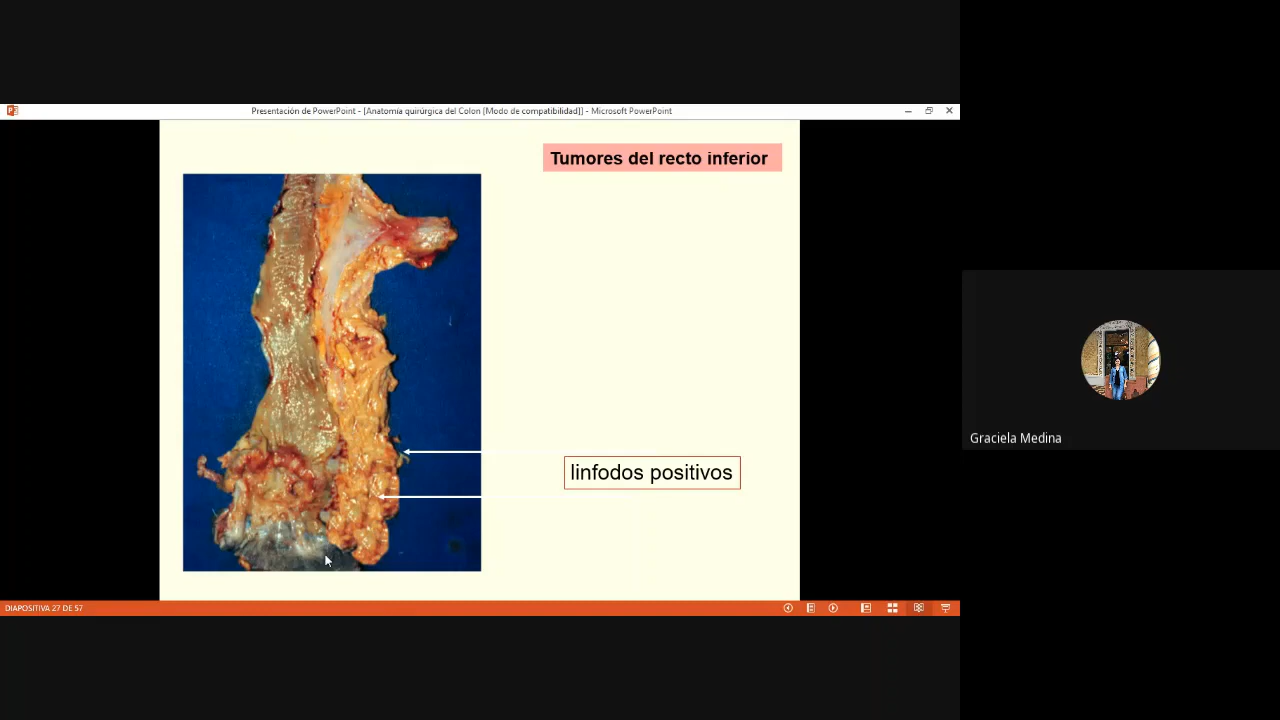 Presentación de PowerPoint - [Anatomía quirúrgica del Colon [Modo de compatibilidad]] - Microsoft PowerPoint
Tumores del recto inferior
linfodos positivos
Graciela Medina
DIAPOSITIVA 27 DE 57